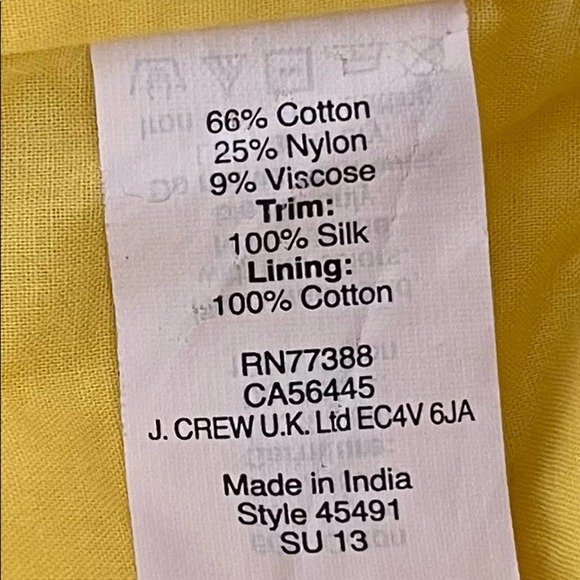 66% Cotton
25% Nylon
9% Viscose
Trim:
100% Silk
Lining:
100% Cotton
RN77388
CA56445
J. CREW U.K. Ltd EC4V 6JA
Made in India
Style 45491
SU 13